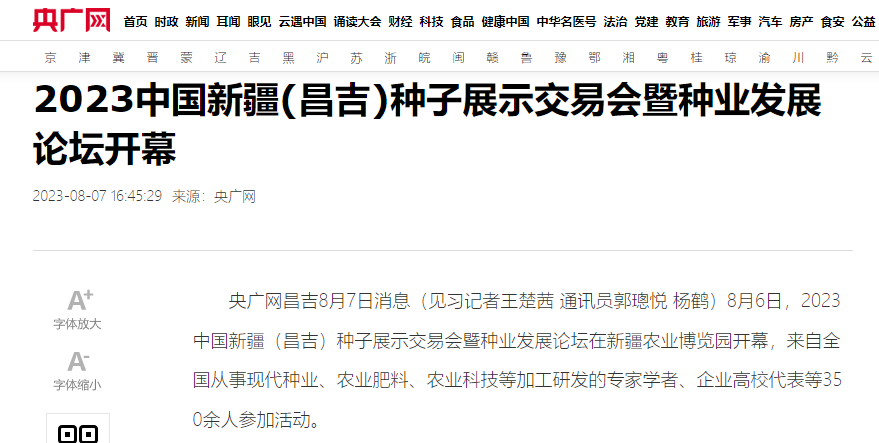 央广网 首页 时政 新闻 耳闻 眼见 云遇中国 诵读大会 财经 科技 食品 健康中国 中华名医号 法治 党建 教育 旅游 军事 汽车 房产 食安 公益
京 津 冀 晋 蒙 辽 吉 黑 沪 苏 浙 皖 闽 赣 鲁 豫 鄂 湘 粤 桂 琼 渝 川 黔 云
2023中国新疆(昌吉)种子展示交易会暨种业发展
论坛开幕
2023-08-07 16:45:29 来源：央广网
A+
字体放大
A-
字体缩小
央广网昌吉8月7日消息（见习记者王楚茜 通讯员郭璁悦 杨鹤）8月6日，2023
中国新疆（昌吉）种子展示交易会暨种业发展论坛在新疆农业博览园开幕，来自全
国从事现代种业、农业肥料、农业科技等加工研发的专家学者、企业高校代表等35
0余人参加活动。